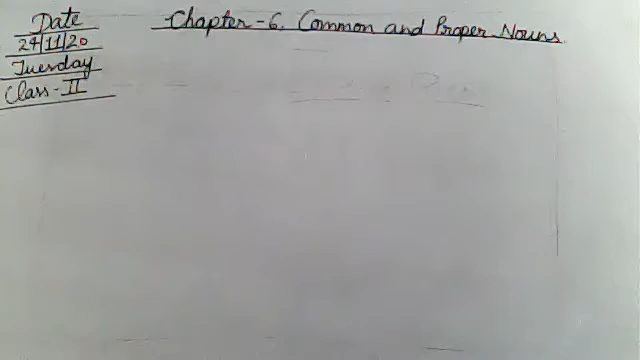 Date
24/11/20
Tuesday
Class-II
Chapter-6. Common and Proper Nouns